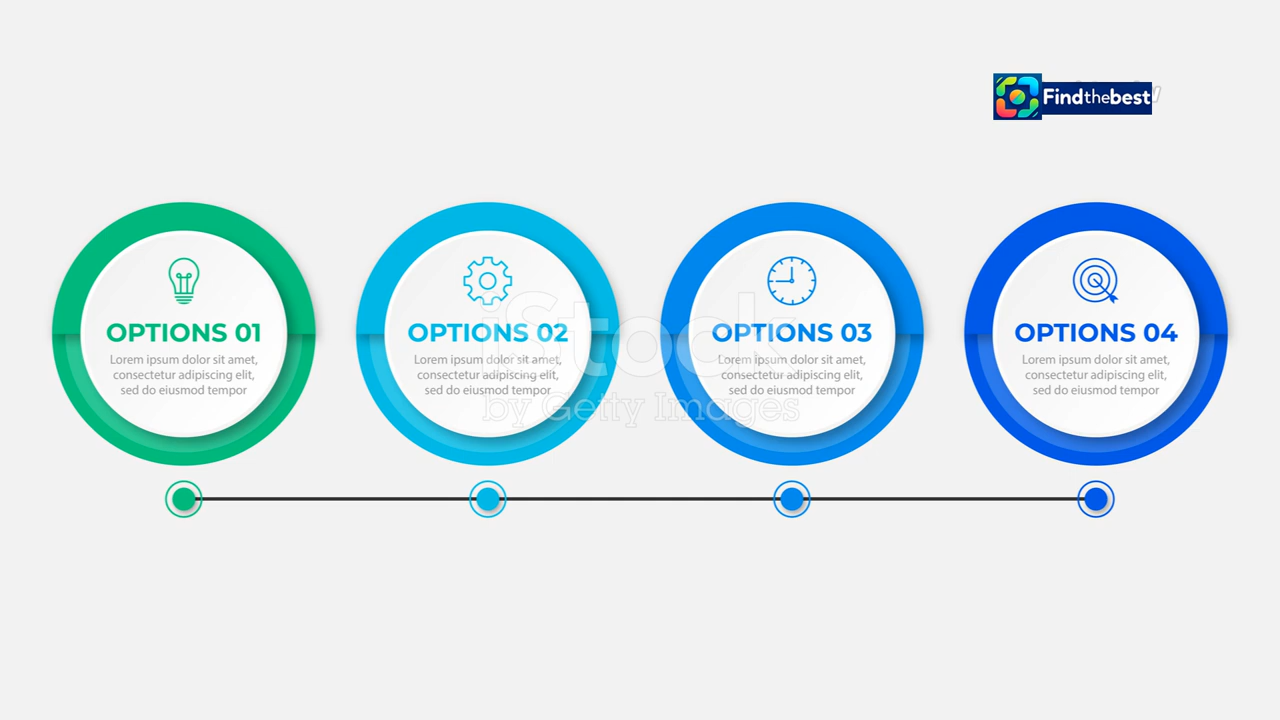 Findthebest
OPTIONS 01
Lorem ipsum dolor sit amet,
consectetur adipiscing elit,
sed do eiusmod tempor
OPTIONS 02
Lorem ipsum dolor sit amet,
consectetur adipiscing elit,
sed do eiusmod tempor
OPTIONS 03
Lorem ipsum dolor sit amet,
consectetur adipiscing elit,
sed do eiusmod tempor
OPTIONS 04
Lorem ipsum dolor sit amet,
consectetur adipiscing elit,
sed do eiusmod tempor
iStock
by Getty Images